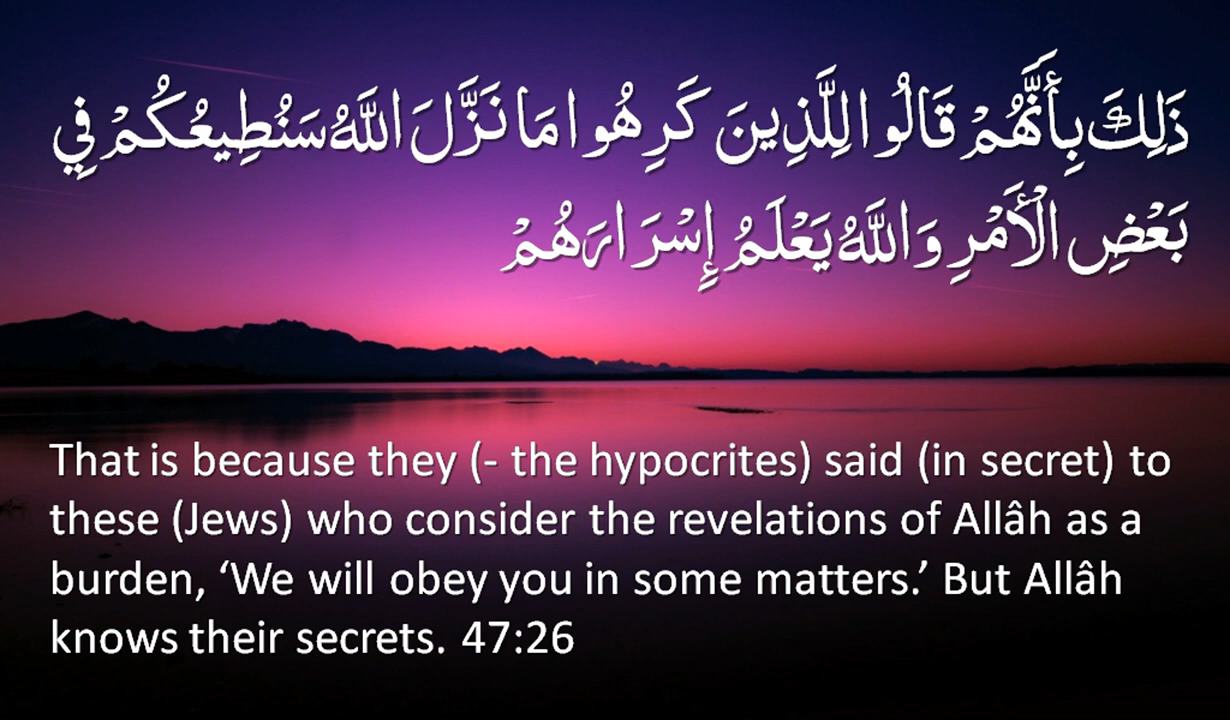 ذَلِكَ بِأَنَّهُمْ قَالُوا لِلَّذِينَ كَرِهُوا مَا نَزَّلَ اللَّهُ سَنُطِيعُكُمْ فِي
بَعْضِ الْأَمْرِ وَاللَّهُ يَعْلَمُ إِسْرَارَهُمْ
That is because they (- the hypocrites) said (in secret) to
these (Jews) who consider the revelations of Allâh as a
burden, ‘We will obey you in some matters.’ But Allâh
knows their secrets. 47:26